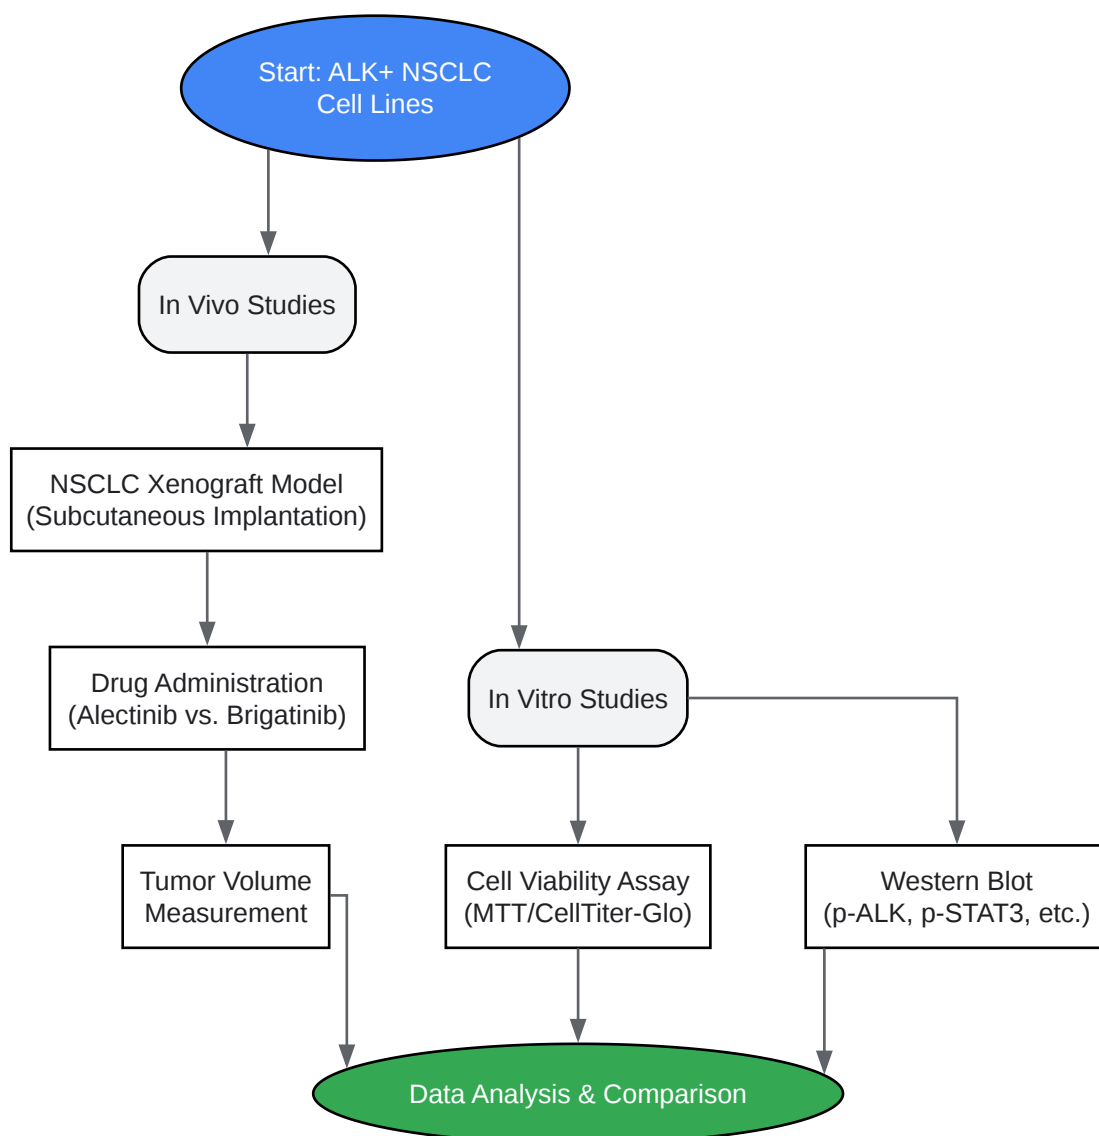 Start: ALK+ NSCLC
Cell Lines
In Vivo Studies
NSCLC Xenograft Model
(Subcutaneous Implantation)
Drug Administration
(Alectinib vs. Brigatinib)
In Vitro Studies
Tumor Volume
Measurement
Cell Viability Assay
(MTT/CellTiter-Glo)
Western Blot
(p-ALK, p-STAT3, etc.)
Data Analysis & Comparison